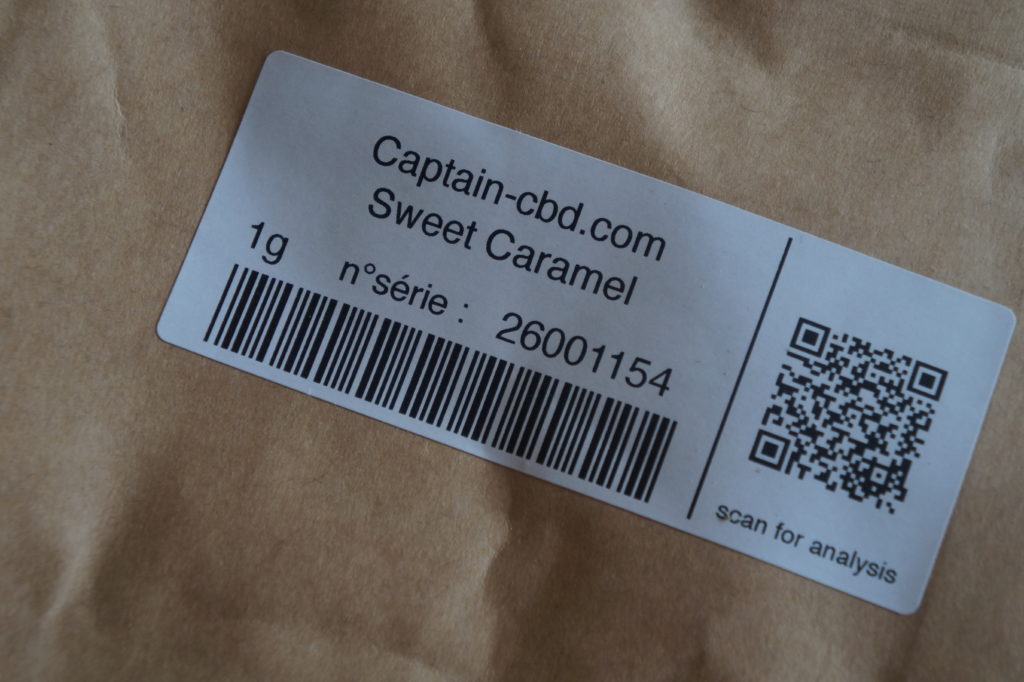 Captain-cbd.com
Sweet Caramel
1g
n°série : 26001154
scan for analysis